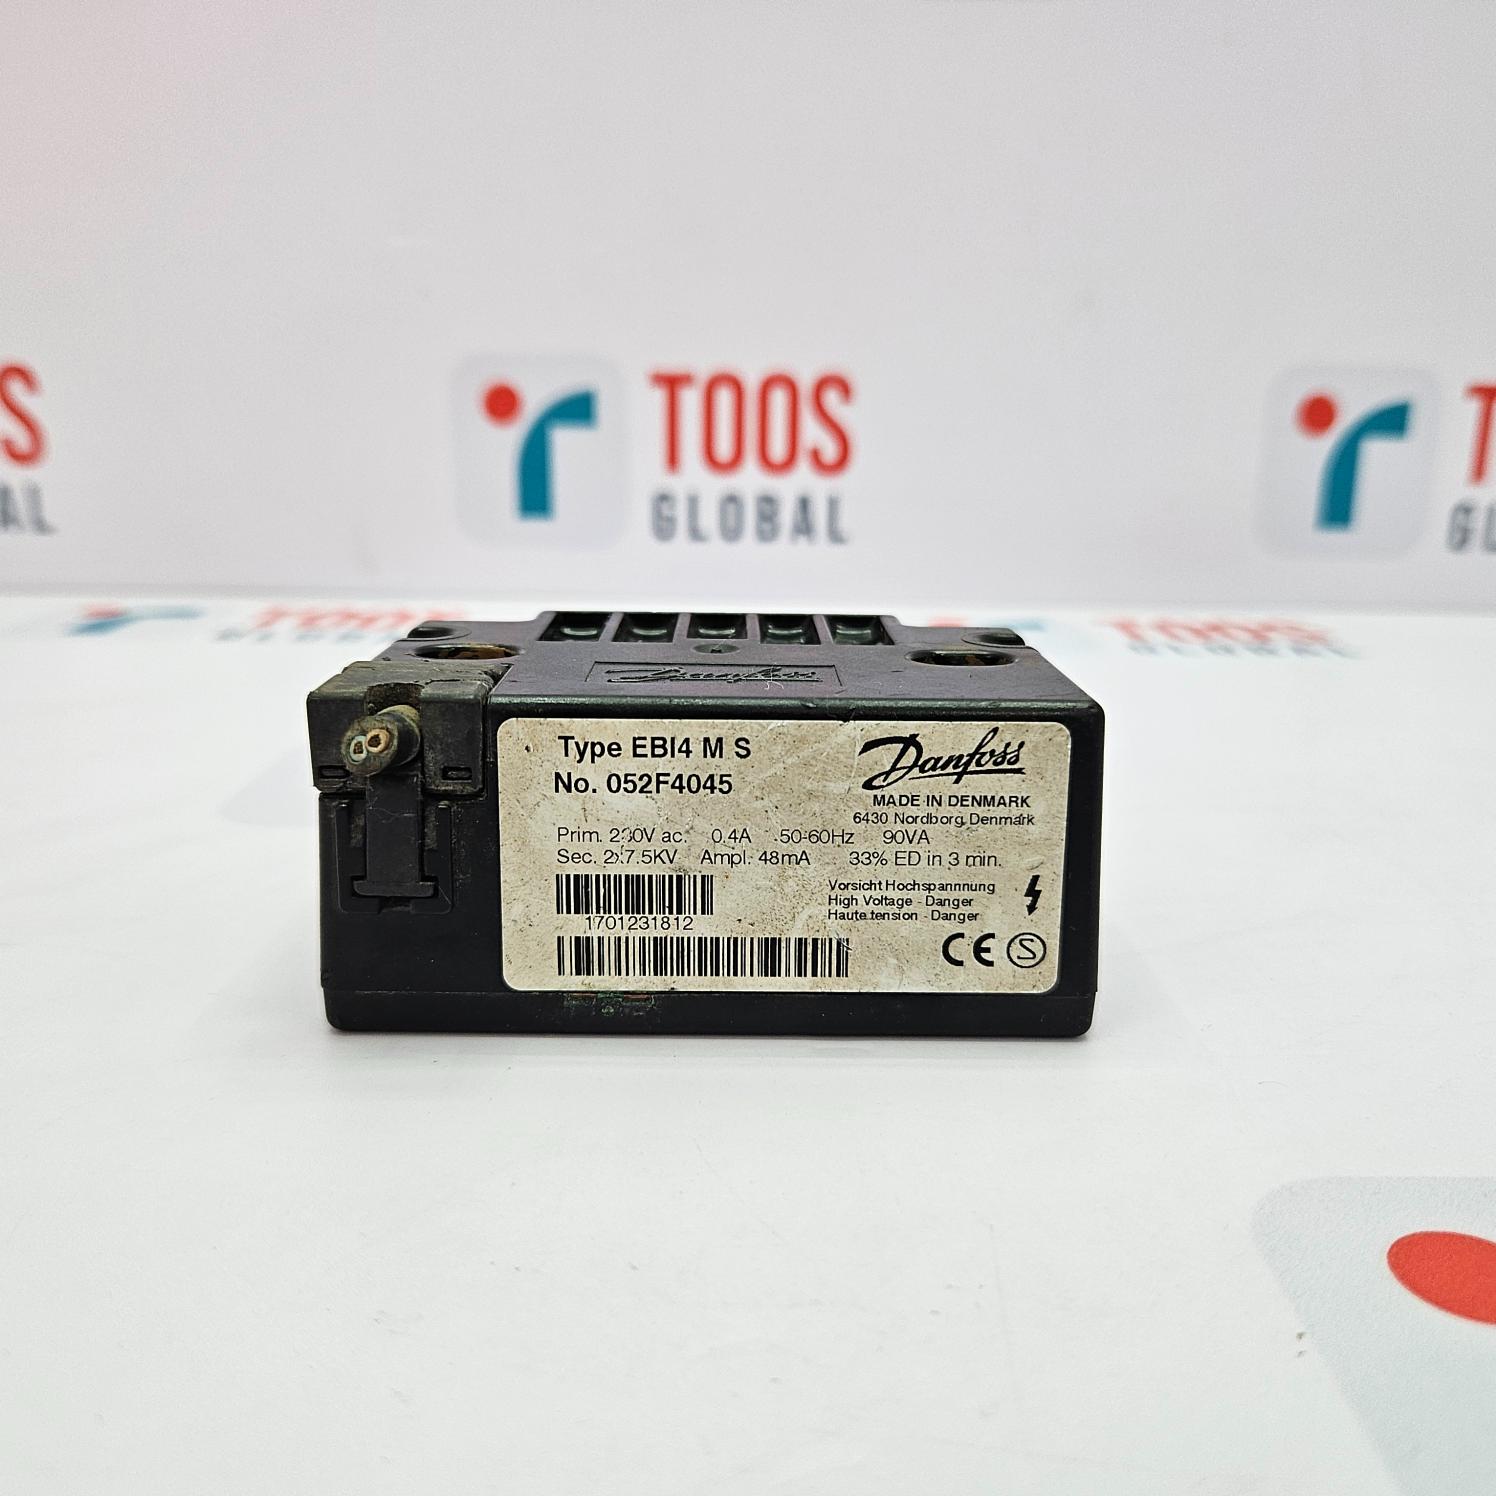 TOOS
GLOBAL
Danfoss
Type EBI4 M S
No. 052F4045
Danfoss
MADE IN DENMARK
6430 Nordborg, Denmark
Prim. 230V ac. 0.4A 50-60Hz 90VA
Sec. 2x7.5KV Ampl. 48mA 33% ED in 3 min.
Vorsicht Hochspannnung
High Voltage - Danger
Haute tension - Danger
1701231812
CE S